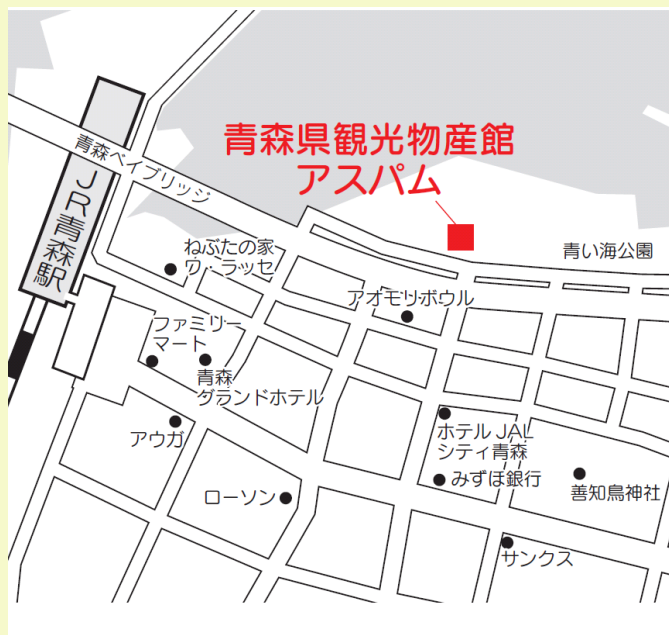 青森県観光物産館
アスパム
青森ベイブリッジ
JR青森駅
ねぶたの家
ワ・ラッセ
青い海公園
アオモリボウル
ファミリー
マート
青森
グランドホテル
アウガ
ホテルJAL
シティ青森
みずほ銀行
善知鳥神社
ローソン
サンクス